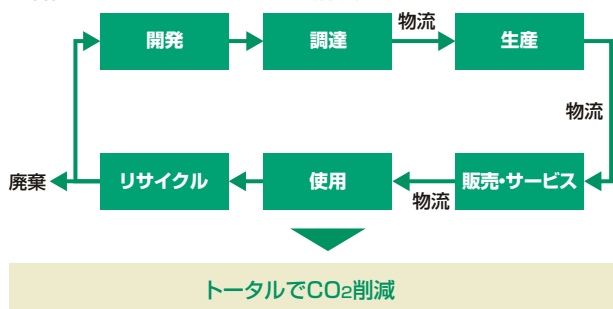 開発
調達
物流
生産
物流
廃棄
リサイクル
使用
物流
販売・サービス
トータルでCO2削減